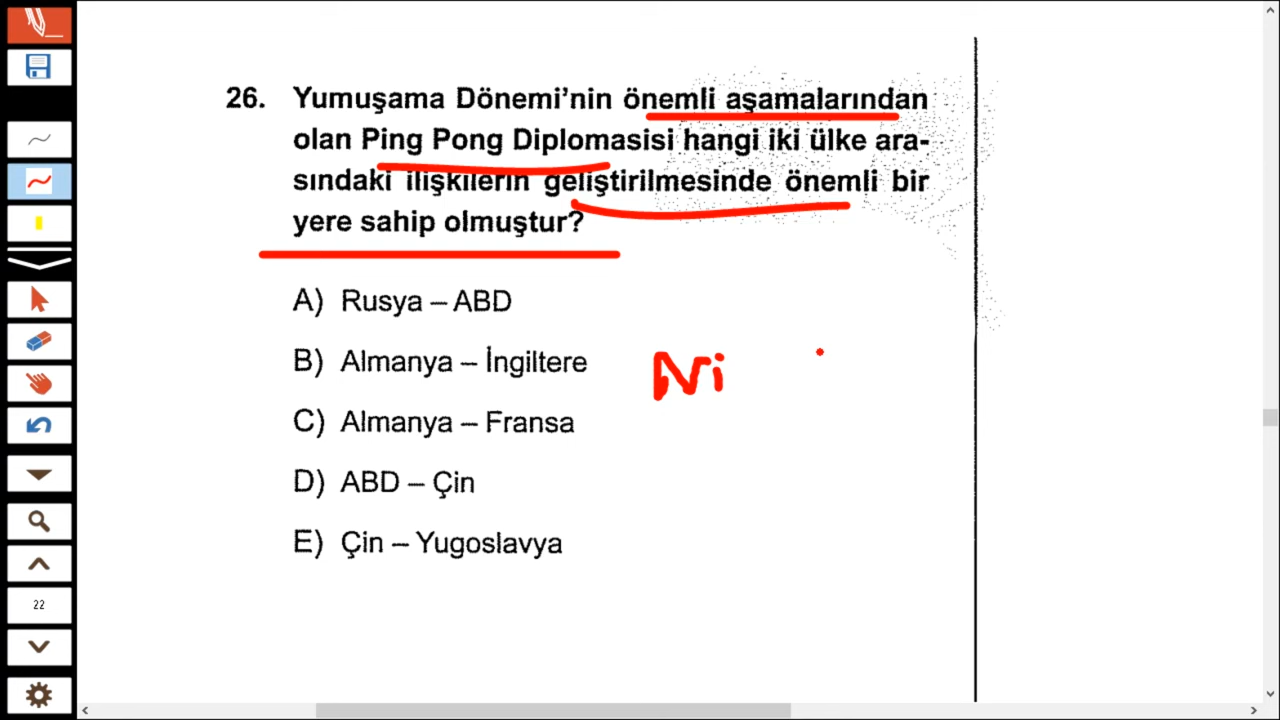 26. Yumuşama Dönemi'nin önemli aşamalarından
olan Ping Pong Diplomasisi hangi iki ülke ara-
sındaki ilişkilerin geliştirilmesinde önemli bir
yere sahip olmuştur?
A) Rusya – ABD
B) Almanya – İngiltere
Ni
C) Almanya – Fransa
D) ABD – Çin
E) Çin – Yugoslavya
22